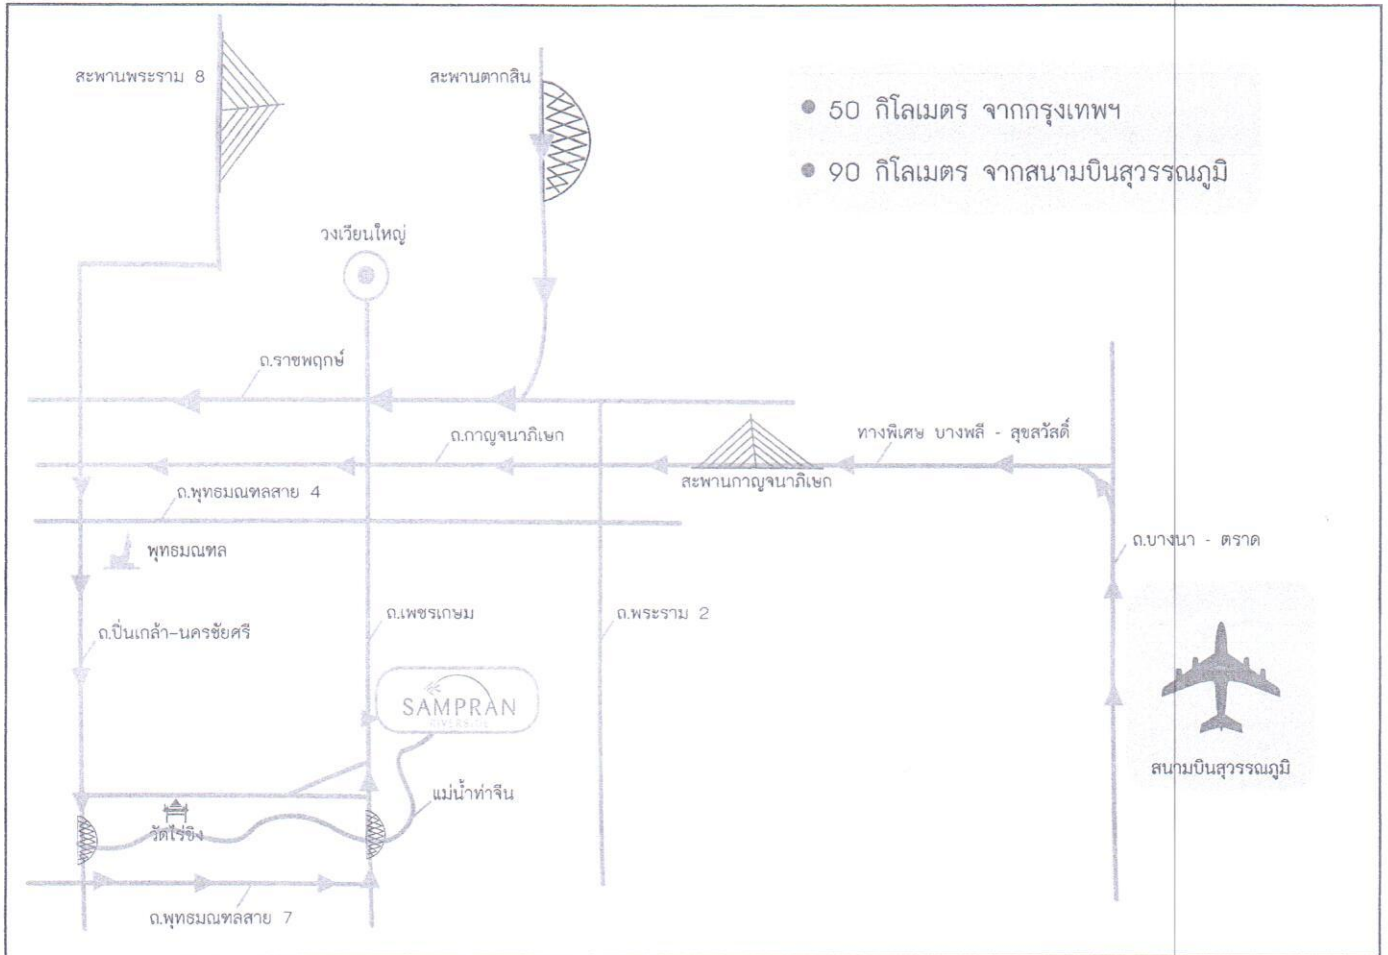 สะพานพระราม 8
สะพานตากสิน
● 50 กิโลเมตร จากกรุงเทพฯ
● 90 กิโลเมตร จากสนามบินสุวรรณภูมิ
วงเวียนใหญ่
ถ.ราชพฤกษ์
ถ.กาญจนาภิเษก
ทางพิเศษ บางพลี - สุขสวัสดิ์
สะพานกาญจนาภิเษก
ถ.พุทธมณฑลสาย 4
พุทธมณฑล
ถ.บางนา - ตราด
ถ.เพชรเกษม
ถ.พระราม 2
ถ.ปิ่นเกล้า-นครชัยศรี
SAMPRAN
RIVERSIDE
สนามบินสุวรรณภูมิ
แม่น้ำท่าจีน
วัดไร่ขิง
ถ.พุทธมณฑลสาย 7